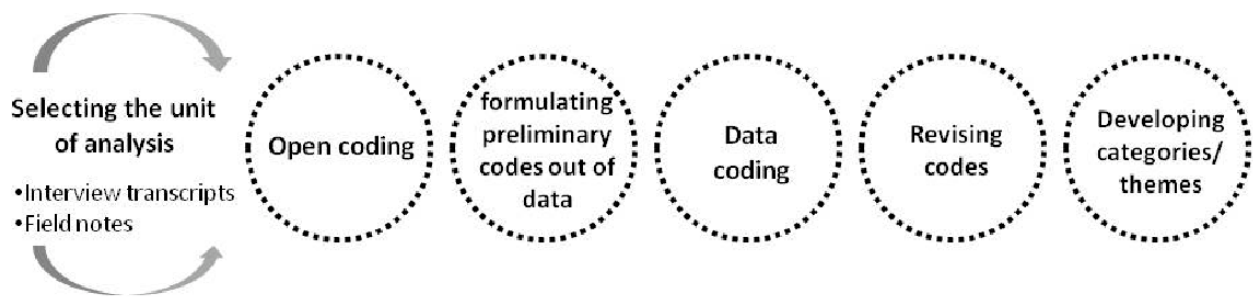 Selecting the unit
of analysis
•Interview transcripts
•Field notes
Open coding
formulating
preliminary
codes out of
data
Data
coding
Revising
codes
Developing
categories/
themes